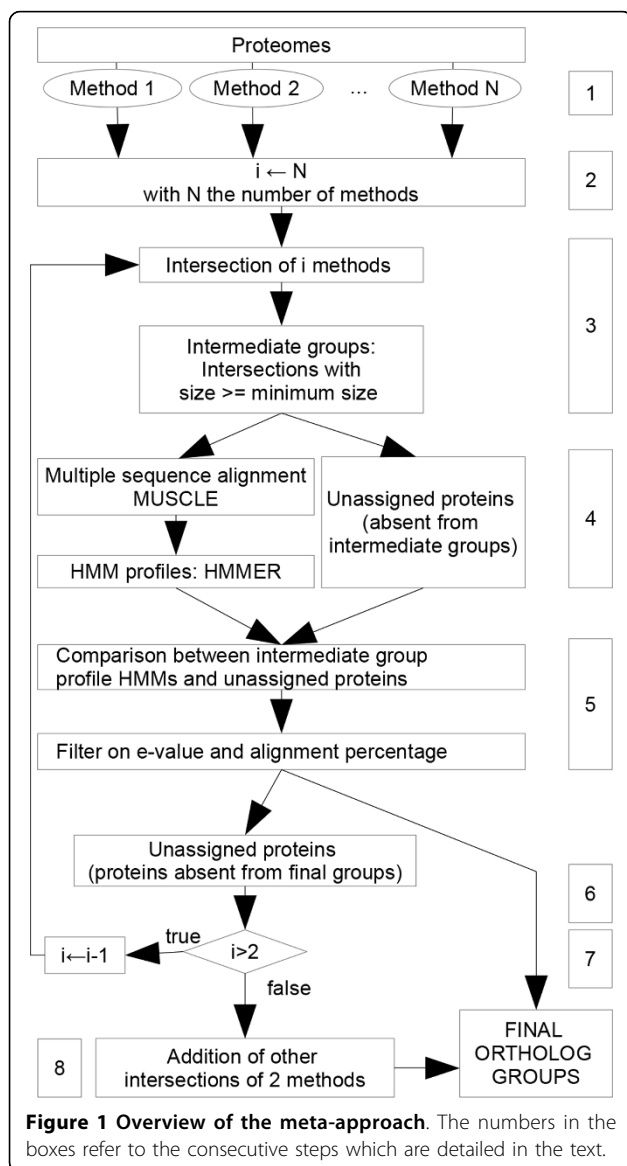 Proteomes
Method 1 Method 2 ... Method N
1
i ← N
with N the number of methods
2
Intersection of i methods
Intermediate groups:
Intersections with
size >= minimum size
3
Multiple sequence alignment
MUSCLE
HMM profiles: HMMER
Unassigned proteins
(absent from
intermediate groups)
4
Comparison between intermediate group
profile HMMs and unassigned proteins
Filter on e-value and alignment percentage
5
Unassigned proteins
(proteins absent from final groups)
6
i←i-1
true
i>2
7
false
8
Addition of other
intersections of 2 methods
FINAL
ORTHOLOG
GROUPS
Figure 1 Overview of the meta-approach. The numbers in the
boxes refer to the consecutive steps which are detailed in the text.